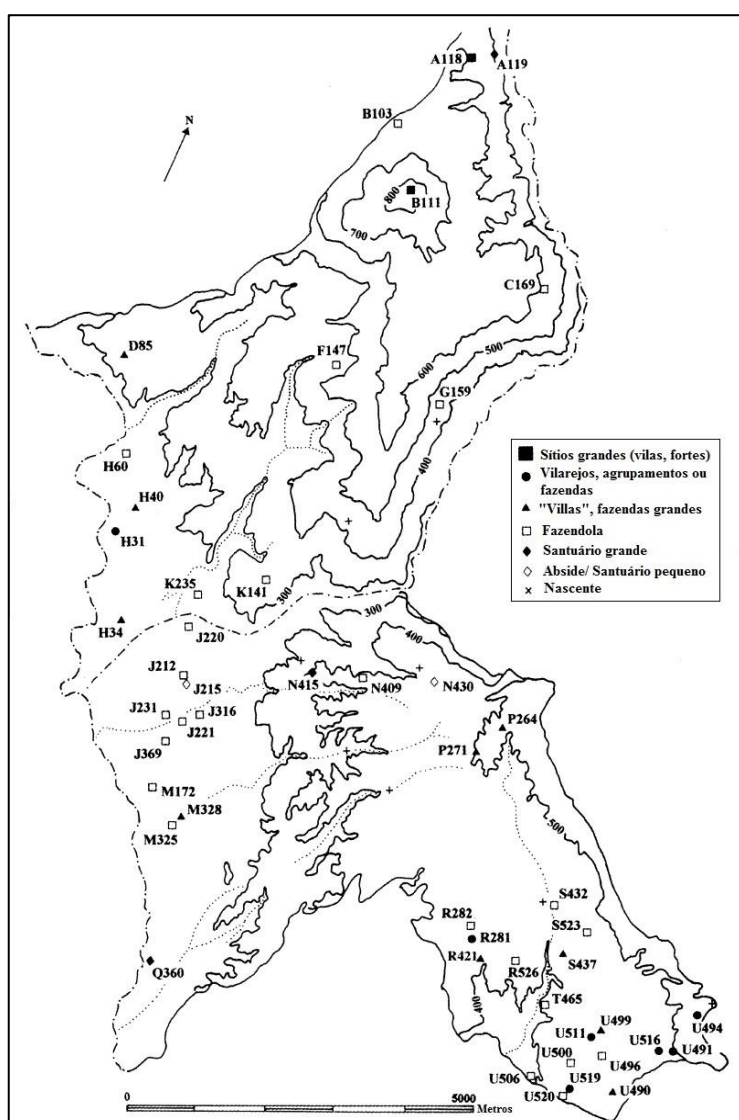 A118
A119
N
B103
800
B111
700
C169
D85
F147
600
500
G159
400
H60
H40
H31
Sítios grandes (vilas, fortes)
Vilarejos, agrupamentos ou
fazendas
"Villas", fazendas grandes
Fazendola
Santuário grande
Abside/ Santuário pequeno
Nascente
K235
K141
300
300
H34
J220
400
J212
J215
N415
N409
N430
J231
J316
J221
P264
J369
P271
M172
M328
M325
500
S432
R282
S523
R281
R421
R526
S437
Q360
400
T465
U494
U499
U511
U516
U491
U500
U496
U506
U519
U520
U490
0
5000
Metros